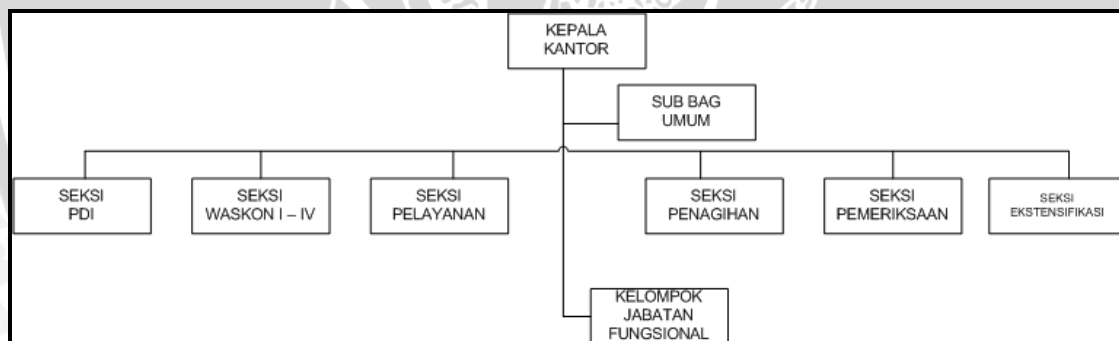 KEPALA
KANTOR
SUB BAG
UMUM
SEKSI
PDI
SEKSI
WASKON I – IV
SEKSI
PELAYANAN
SEKSI
PENAGIHAN
SEKSI
PEMERIKSAAN
SEKSI
EKSTENSIFIKASI
KELOMPOK
JABATAN
FUNGSIONAL